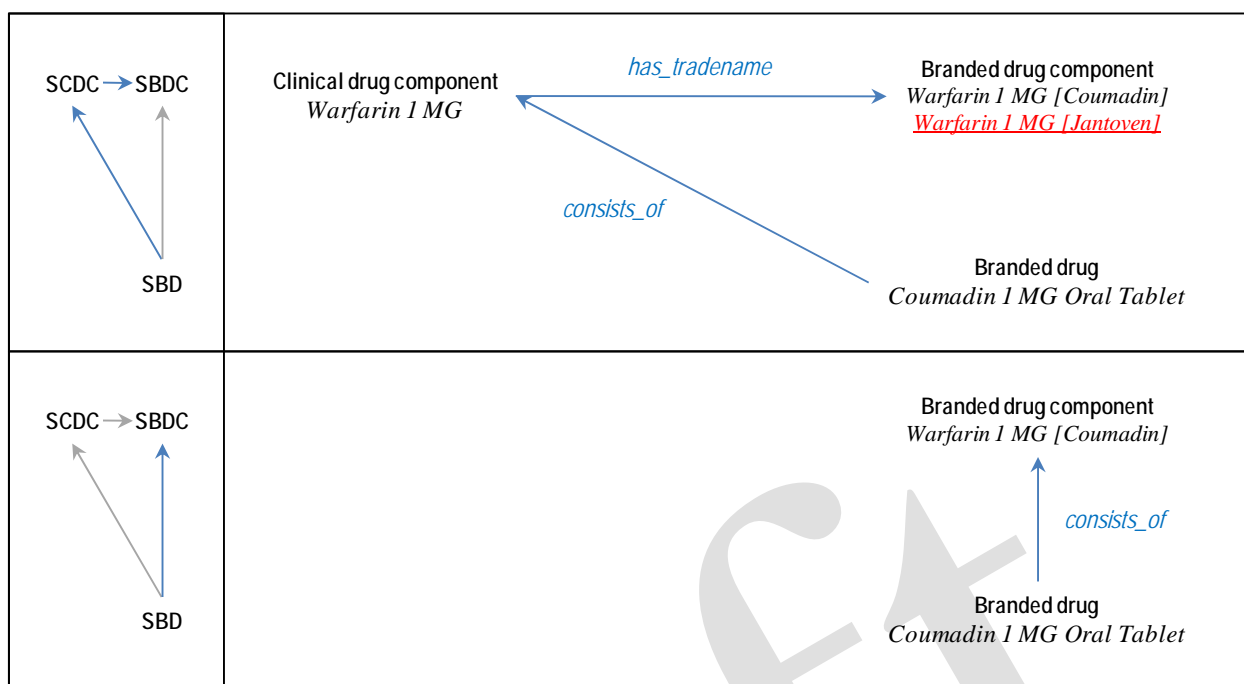 SCDC SBDC
SBD
Clinical drug component
Warfarin 1 MG
has_tradename
Branded drug component
Warfarin 1 MG [Coumadin]
Warfarin 1 MG [Jantoven]
consists_of
Branded drug
Coumadin 1 MG Oral Tablet
SCDC SBDC
SBD
Branded drug component
Warfarin 1 MG [Coumadin]
consists_of
Branded drug
Coumadin 1 MG Oral Tablet
ft